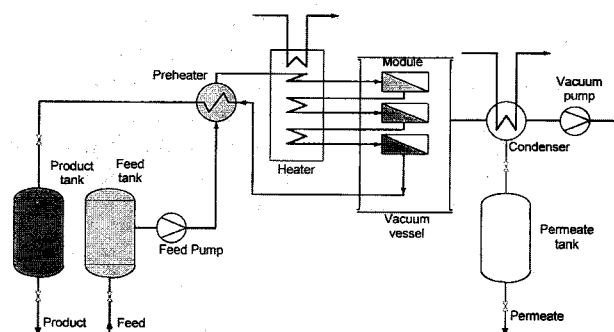 Module
Preheater
Vacuum
pump
Condenser
Product
tank
Feed
tank
Heater
Vacuum
vessel
Feed Pump
Permeate
tank
Product
Feed
Permeate